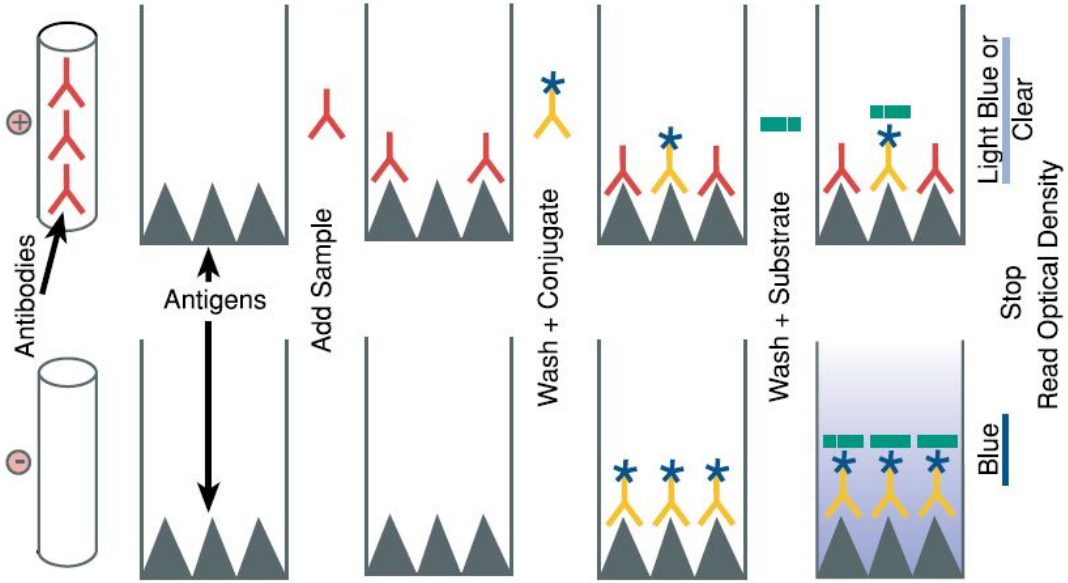 +
Antibodies
-
Antigens
Add Sample
Wash + Conjugate
Wash + Substrate
Light Blue or
Clear
Blue
Stop
Read Optical Density